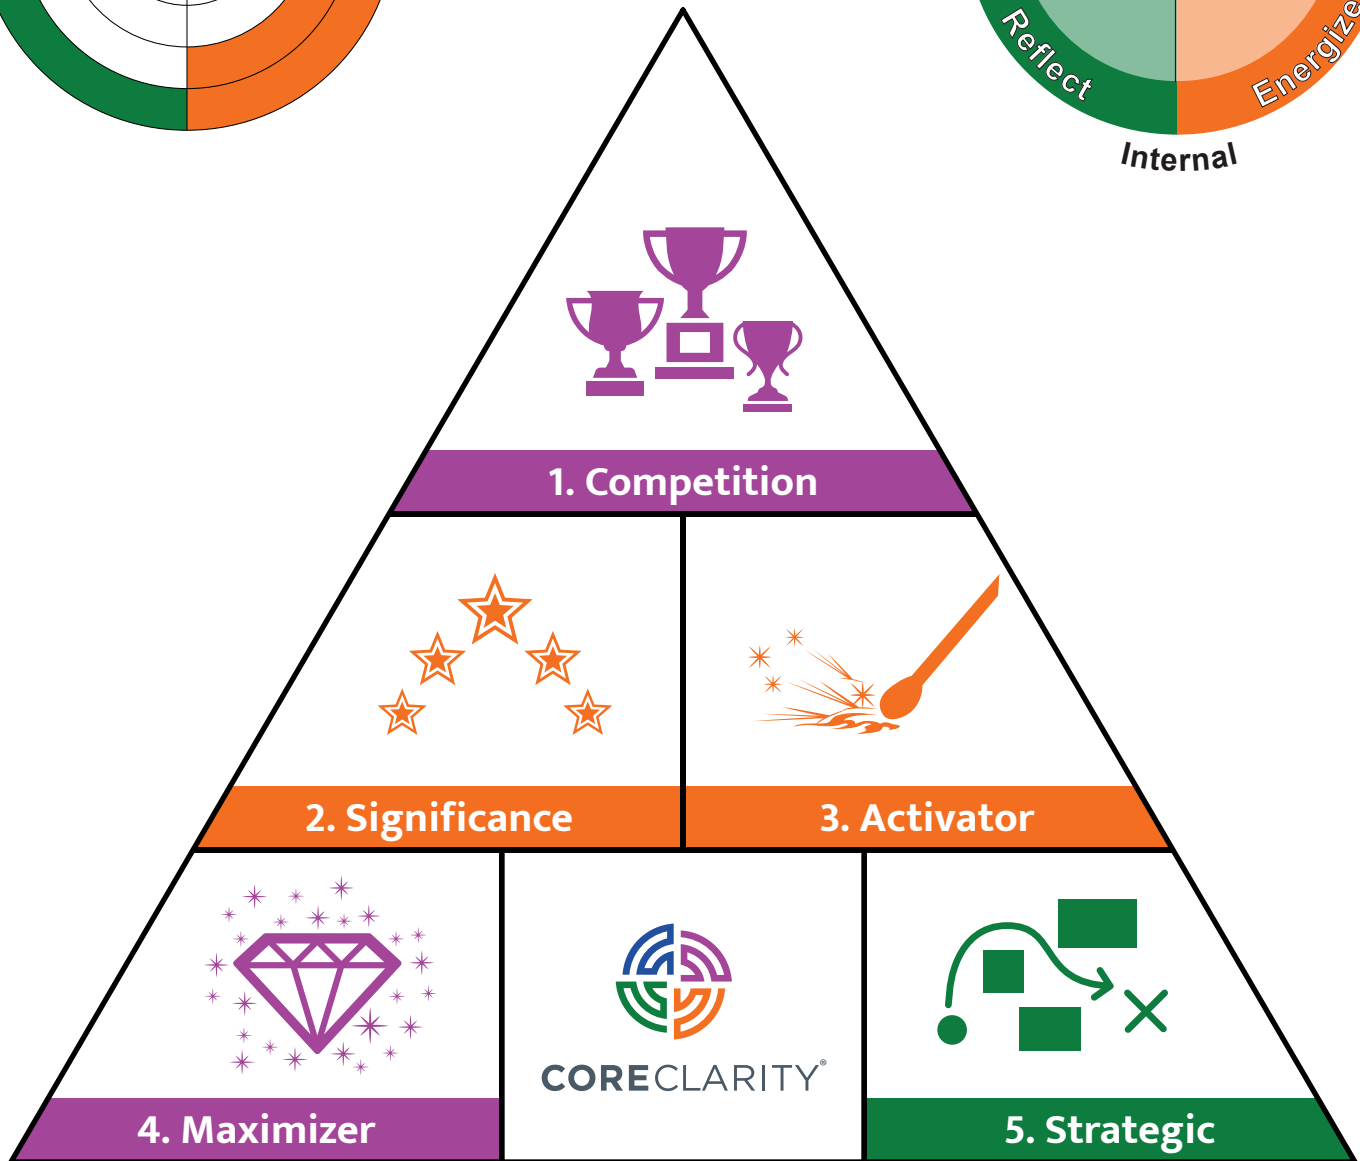 Reflect
Energize
Internal
1. Competition
2. Significance
3. Activator
CORECLARITY®
4. Maximizer
5. Strategic